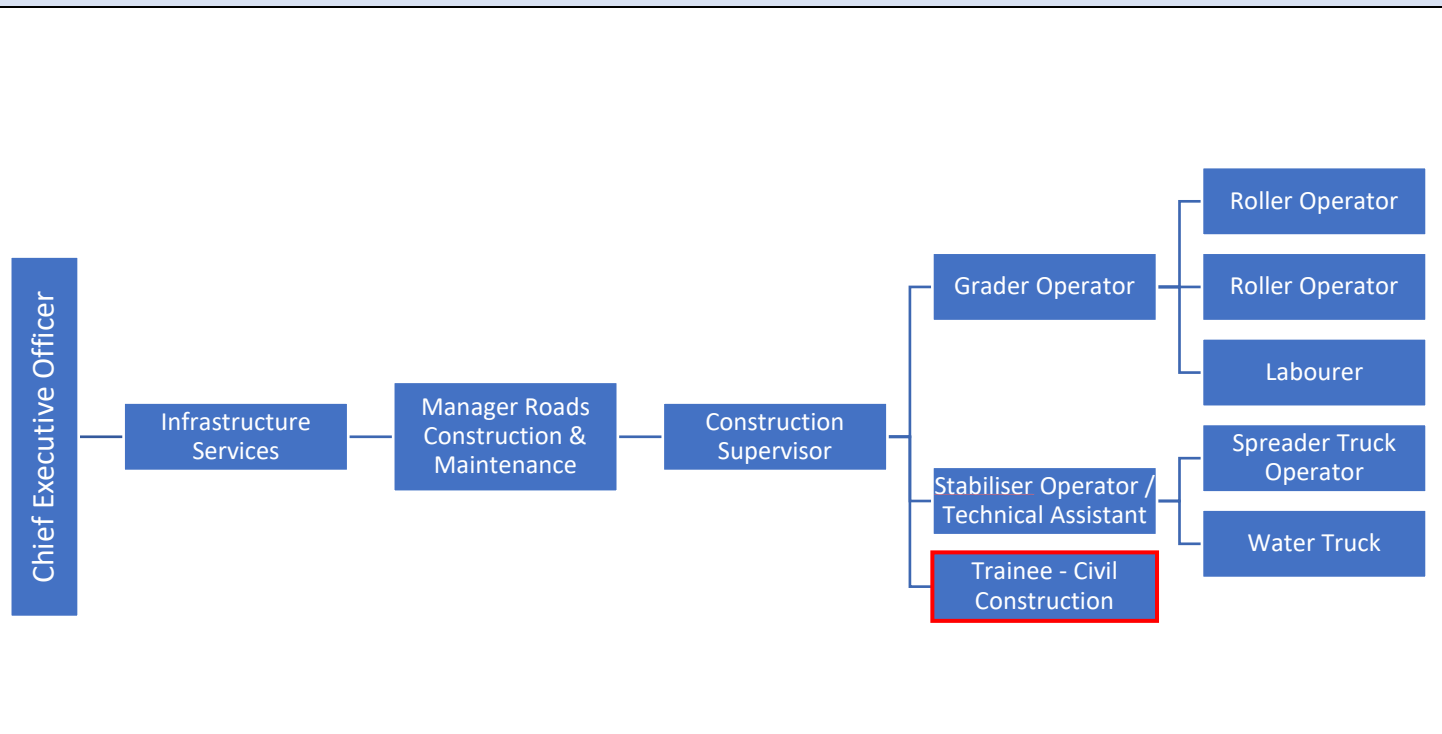 Chief Executive Officer
Infrastructure
Services
Manager Roads
Construction &
Maintenance
Construction
Supervisor
Grader Operator
Roller Operator
Roller Operator
Labourer
Stabiliser Operator /
Technical Assistant
Spreader Truck
Operator
Water Truck
Trainee - Civil
Construction